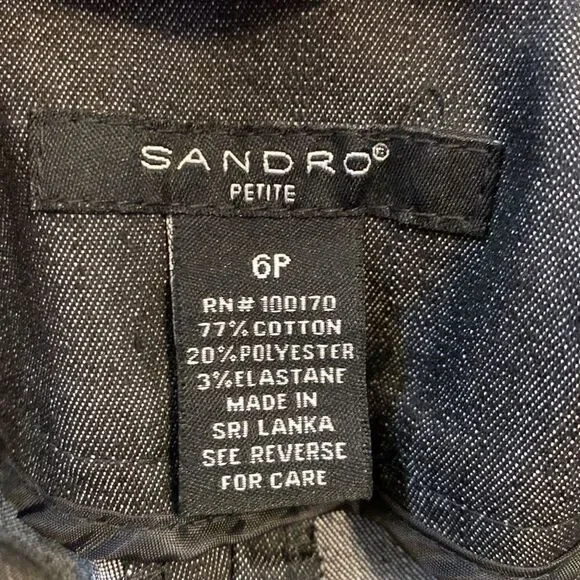 SANDRO®
PETITE
6P
RN# 100170
77% COTTON
20% POLYESTER
3% ELASTANE
MADE IN
SRI LANKA
SEE REVERSE
FOR CARE